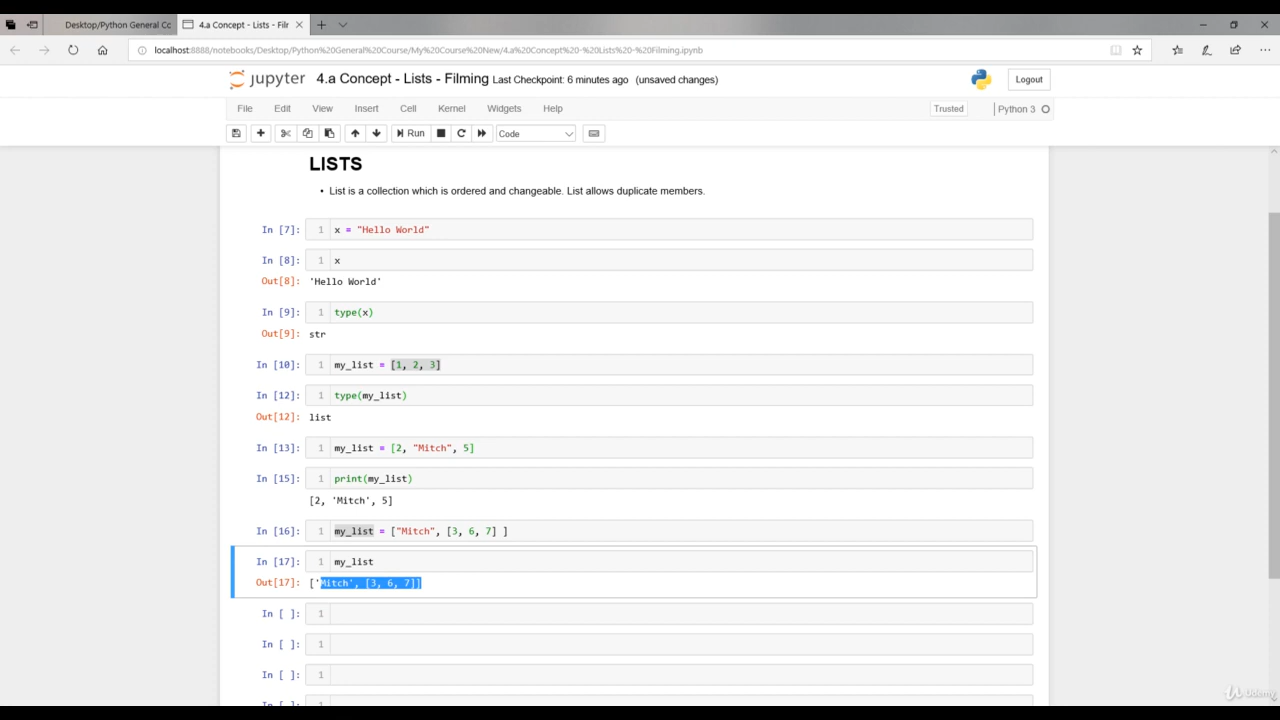 Desktop/Python General Cc
4.a Concept - Lists - Filr
localhost:8888/notebooks/Desktop/Python%20General%20Course/My%20Course%20New/4.a%20Concept%20-%20Lists%20-%20Filming.ipynb
jupyter 4.a Concept - Lists - Filming Last Checkpoint: 6 minutes ago (unsaved changes) Logout
File Edit View Insert Cell Kernel Widgets Help Trusted Python 3
Run Code
LISTS
• List is a collection which is ordered and changeable. List allows duplicate members.
In [7]: 1 x = "Hello World"
In [8]: 1 x
Out[8]: 'Hello World'
In [9]: 1 type(x)
Out[9]: str
In [10]: 1 my_list = [1, 2, 3]
In [12]: 1 type(my_list)
Out[12]: list
In [13]: 1 my_list = [2, "Mitch", 5]
In [15]: 1 print(my_list)
[2, 'Mitch', 5]
In [16]: 1 my_list = ["Mitch", [3, 6, 7] ]
In [17]: 1 my_list
Out[17]: ['Mitch', [3, 6, 7]]
In [ ]: 1
In [ ]: 1
In [ ]: 1
In [ ]: 1
Udemy